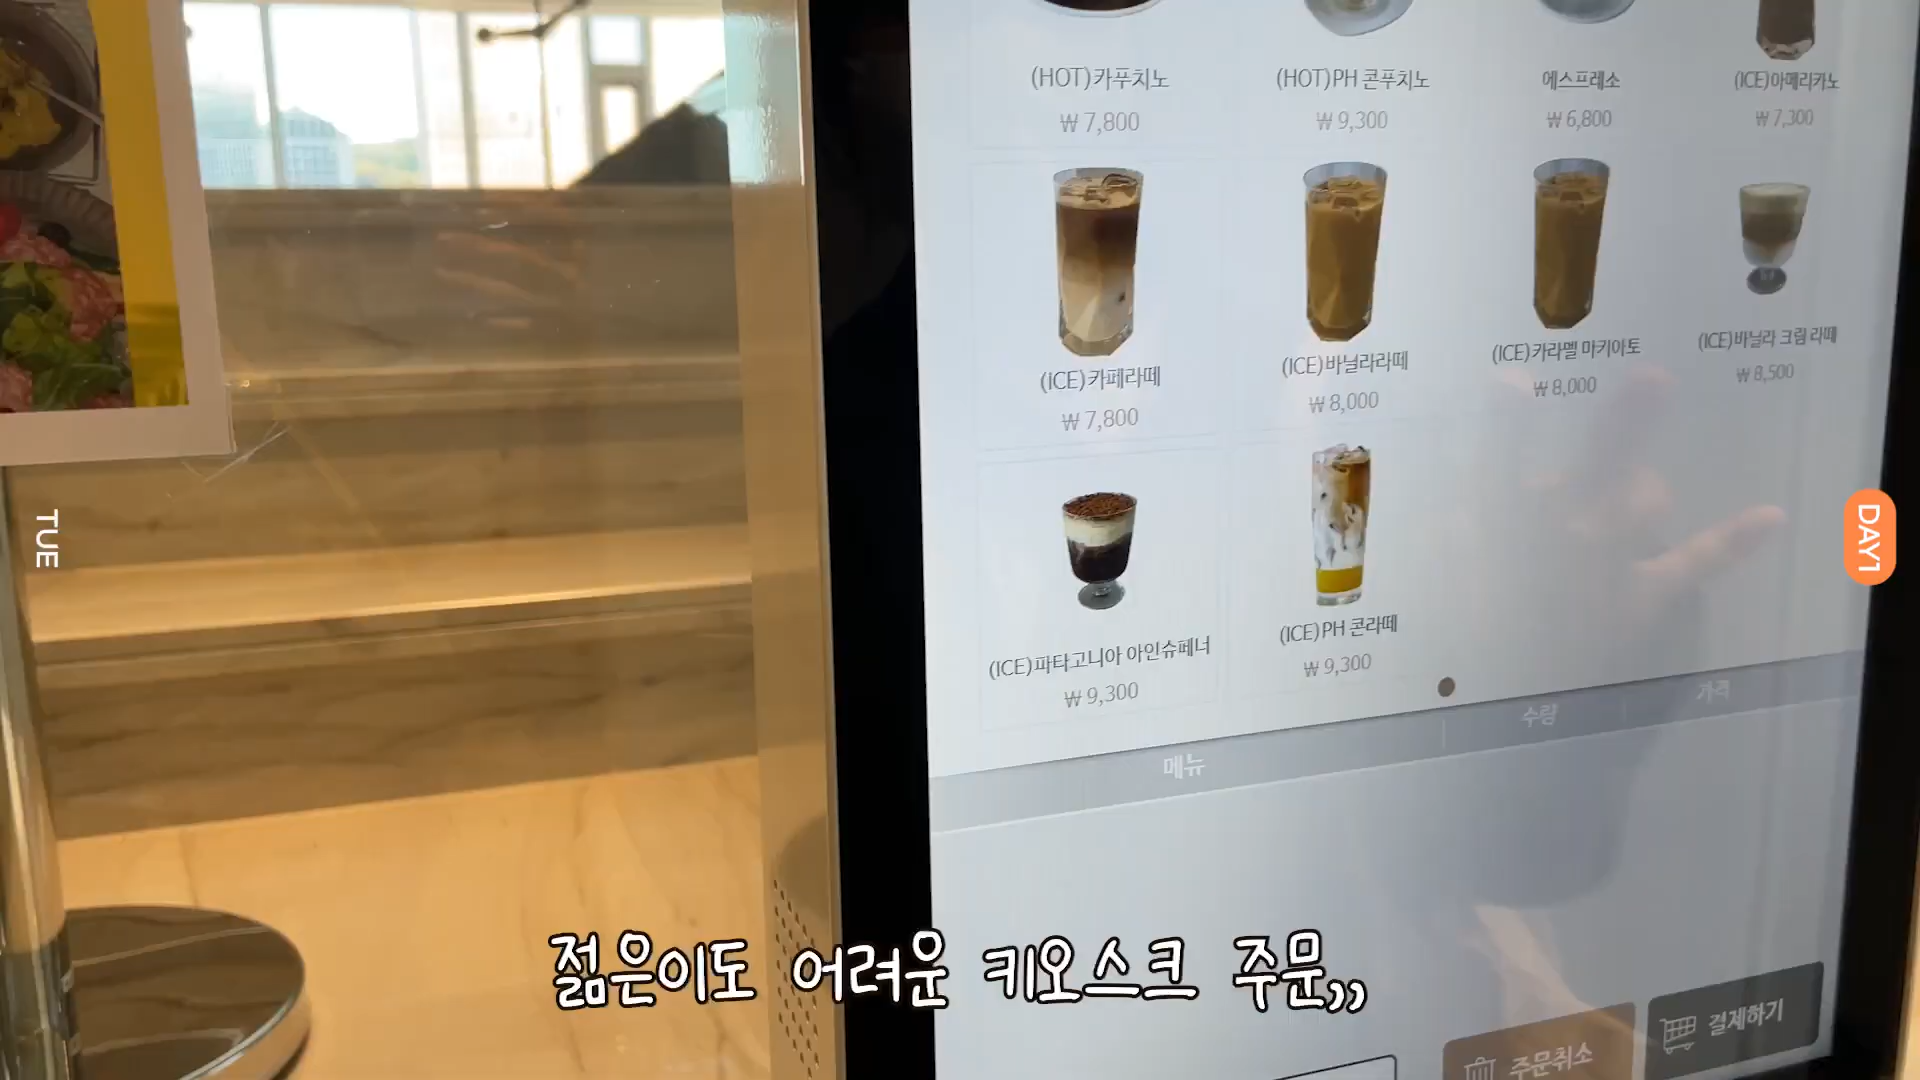 (HOT)카푸치노
₩ 7,800
(HOT)PH 콘푸치노
₩ 9,300
에스프레소
₩ 6,800
(ICE)아메리카노
₩ 7,300
(ICE)카페라떼
₩ 7,800
(ICE)바닐라라떼
₩ 8,000
(ICE)카라멜 마키아토
₩ 8,000
(ICE)바닐라 크림 라떼
₩ 8,500
(ICE)파타고니아 아인슈페너
₩ 9,300
(ICE)PH 콘라떼
₩ 9,300
메뉴
수량
가격
TUE
DAY1
젊은이도 어려운 키오스크 주문,,
주문취소
결제하기